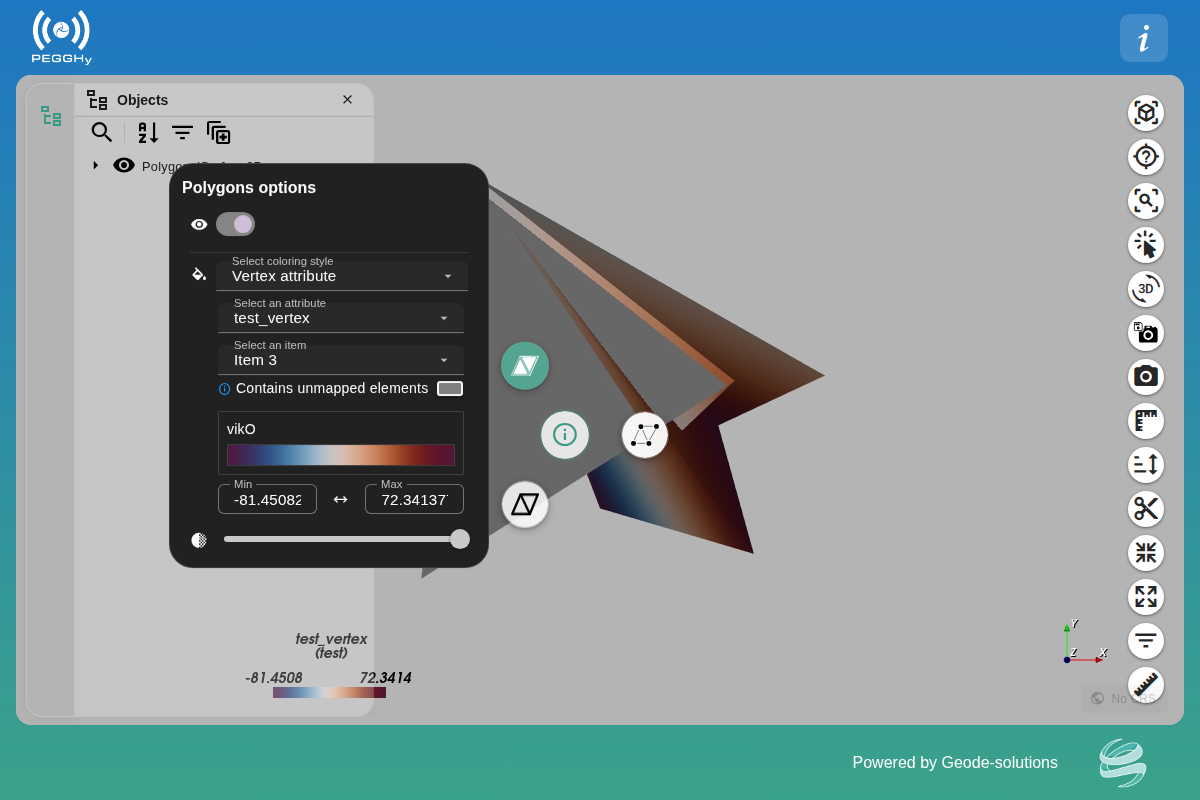 PEGGHy
i
Objects
A
Z
Polygons options
Select coloring style
Vertex attribute
Select an attribute
test_vertex
Select an item
Item 3
Contains unmapped elements
vikO
Min
Max
-81.45082
72.34137
3D
test_vertex
(test)
-81.4508
72.3414
Y
Z
X
No CRS
Powered by Geode-solutions